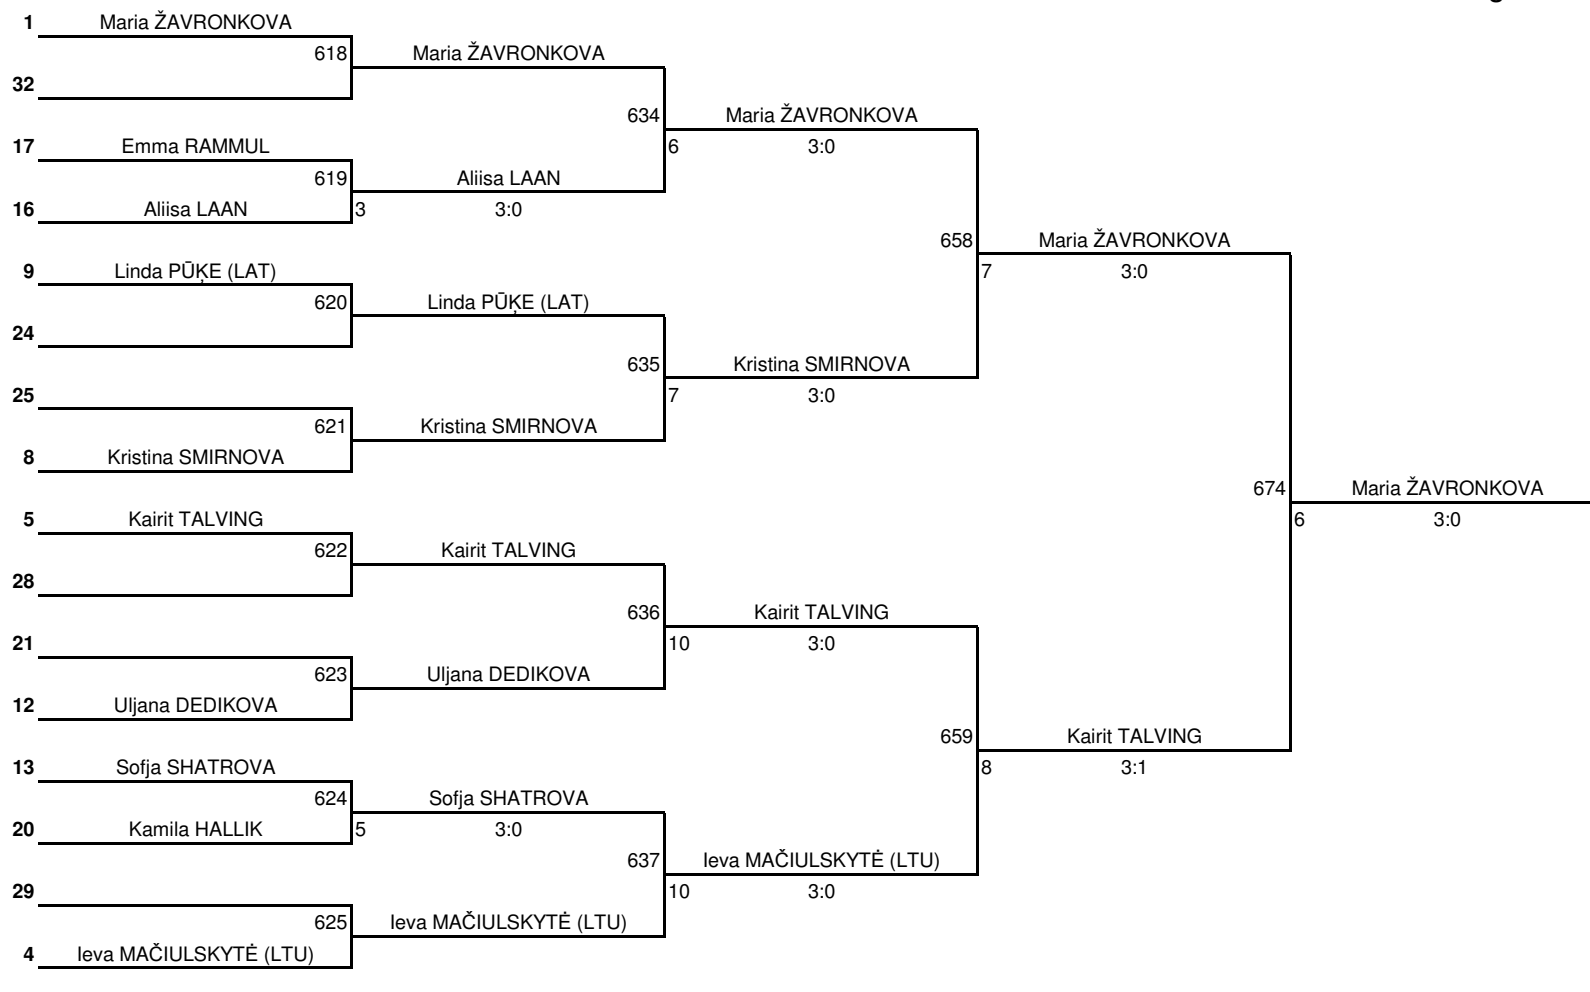 1 Maria ŽAVRONKOVA
618 Maria ŽAVRONKOVA
32
634 Maria ŽAVRONKOVA
17 Emma RAMMUL 6 3:0
619 Aliisa LAAN
16 Aliisa LAAN 3 3:0
658 Maria ŽAVRONKOVA
9 Linda PŪĶE (LAT) 7 3:0
620 Linda PŪĶE (LAT)
24
635 Kristina SMIRNOVA
25 7 3:0
621 Kristina SMIRNOVA
8 Kristina SMIRNOVA
674 Maria ŽAVRONKOVA
5 Kairit TALVING 6 3:0
622 Kairit TALVING
28
636 Kairit TALVING
21 10 3:0
623 Uljana DEDIKOVA
12 Uljana DEDIKOVA
659 Kairit TALVING
13 Sofja SHATROVA 8 3:1
624 Sofja SHATROVA
20 Kamila HALLIK 5 3:0
637 Ieva MAČIULSKYTĖ (LTU)
29 10 3:0
625 Ieva MAČIULSKYTĖ (LTU)
4 Ieva MAČIULSKYTĖ (LTU)